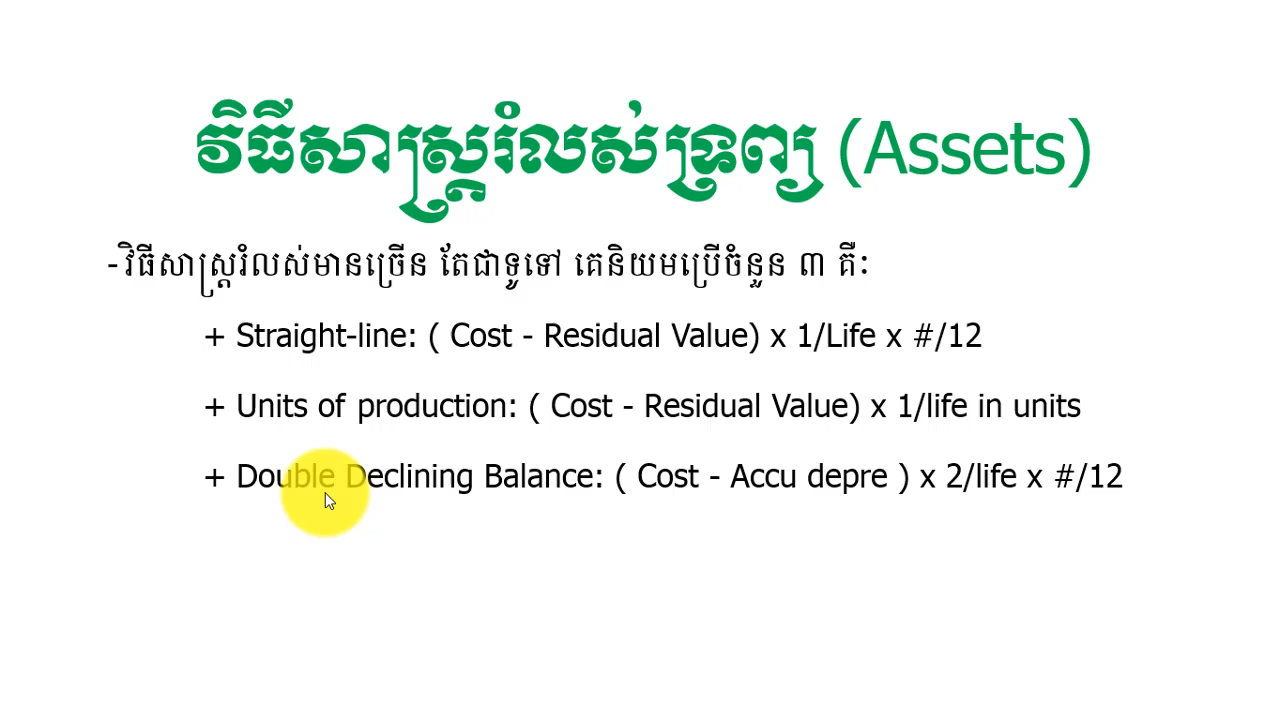 វិធីសាស្ត្ររំលស់ទ្រព្យ (Assets)
-វិធីសាស្ត្ររំលស់មានច្រើន តែជាទូទៅ គេនិយមប្រើចំនួន ៣ គឺ:
+ Straight-line: ( Cost - Residual Value) x 1/Life x #/12
+ Units of production: ( Cost - Residual Value) x 1/life in units
+ Double Declining Balance: ( Cost - Accu depre ) x 2/life x #/12